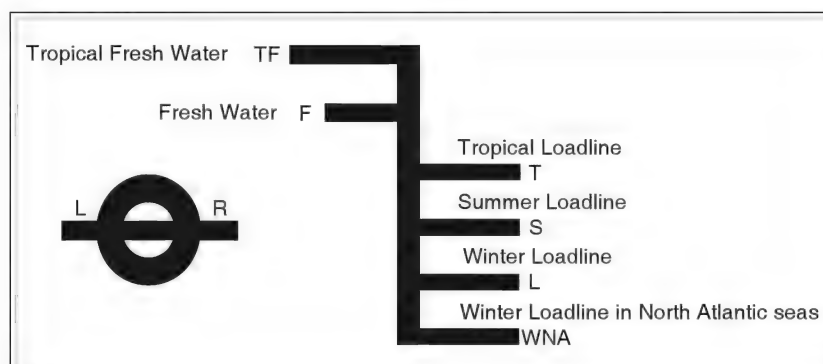 Tropical Fresh Water TF
Fresh Water F
Tropical Loadline
T
L R
Summer Loadline
S
Winter Loadline
L
Winter Loadline in North Atlantic seas
WNA